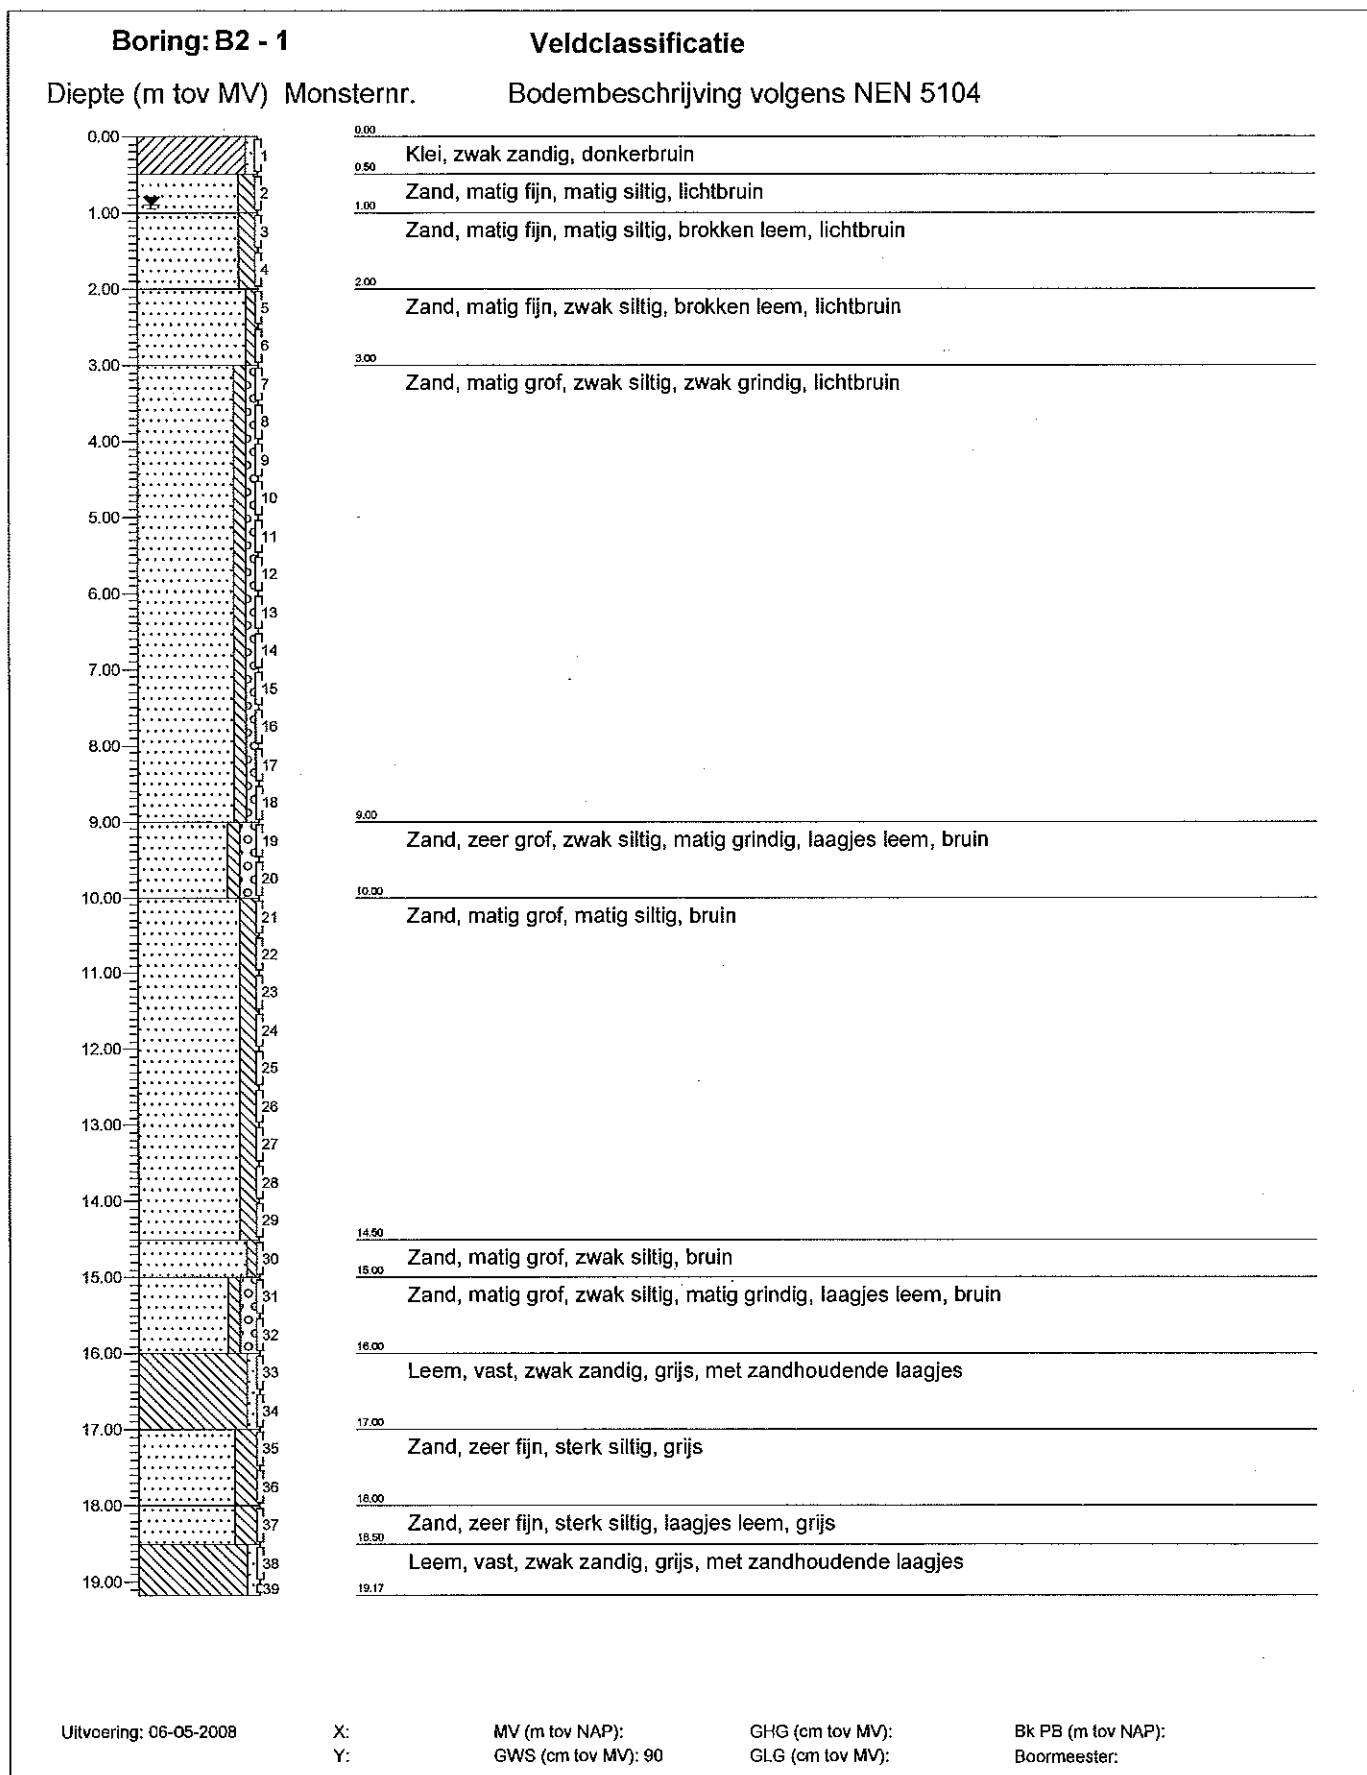 Boring: B2 - 1 Veldclassificatie
Diepte (m tov MV) Monsternr. Bodembeschrijving volgens NEN 5104
0.00 0.00
1 Klei, zwak zandig, donkerbruin
0.50
2 Zand, matig fijn, matig siltig, lichtbruin
1.00 1.00
3 Zand, matig fijn, matig siltig, brokken leem, lichtbruin
4
2.00 2.00
5 Zand, matig fijn, zwak siltig, brokken leem, lichtbruin
6
3.00 3.00
7 Zand, matig grof, zwak siltig, zwak grindig, lichtbruin
8
4.00
9
10
5.00
11
12
6.00
13
14
7.00
15
16
8.00
17
18
9.00 9.00
19 Zand, zeer grof, zwak siltig, matig grindig, laagjes leem, bruin
20
10.00 10.00
21 Zand, matig grof, matig siltig, bruin
22
11.00
23
24
12.00
25
26
13.00
27
28
14.00
29
14.50
30 Zand, matig grof, zwak siltig, bruin
15.00 15.00
31 Zand, matig grof, zwak siltig, matig grindig, laagjes leem, bruin
32
16.00 16.00
33 Leem, vast, zwak zandig, grijs, met zandhoudende laagjes
34
17.00 17.00
35 Zand, zeer fijn, sterk siltig, grijs
36
18.00 18.00
37 Zand, zeer fijn, sterk siltig, laagjes leem, grijs
18.50
38 Leem, vast, zwak zandig, grijs, met zandhoudende laagjes
19.00 39 19.17
Uitvoering: 06-05-2008 X: MV (m tov NAP): GHG (cm tov MV): Bk PB (m tov NAP):
Y: GWS (cm tov MV): 90 GLG (cm tov MV): Boormeester: